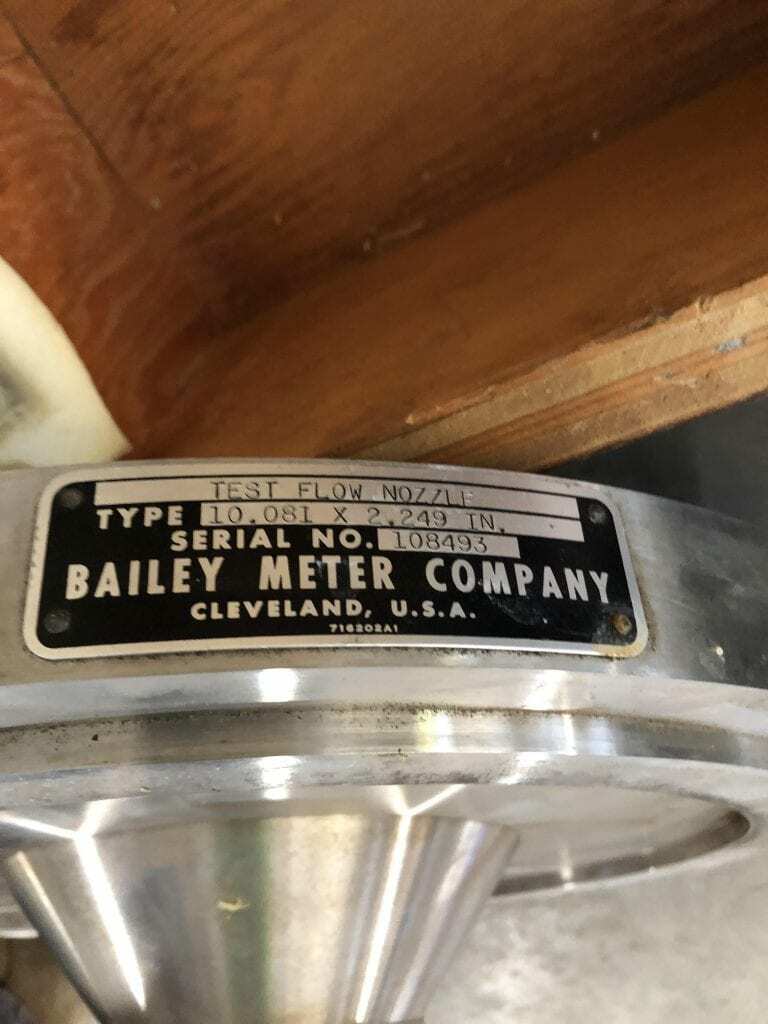 TEST FLOW NOZZLE
TYPE 10.081 X 2.249 IN.
SERIAL NO. 108493
BAILEY METER COMPANY
CLEVELAND, U.S.A.
716202A1